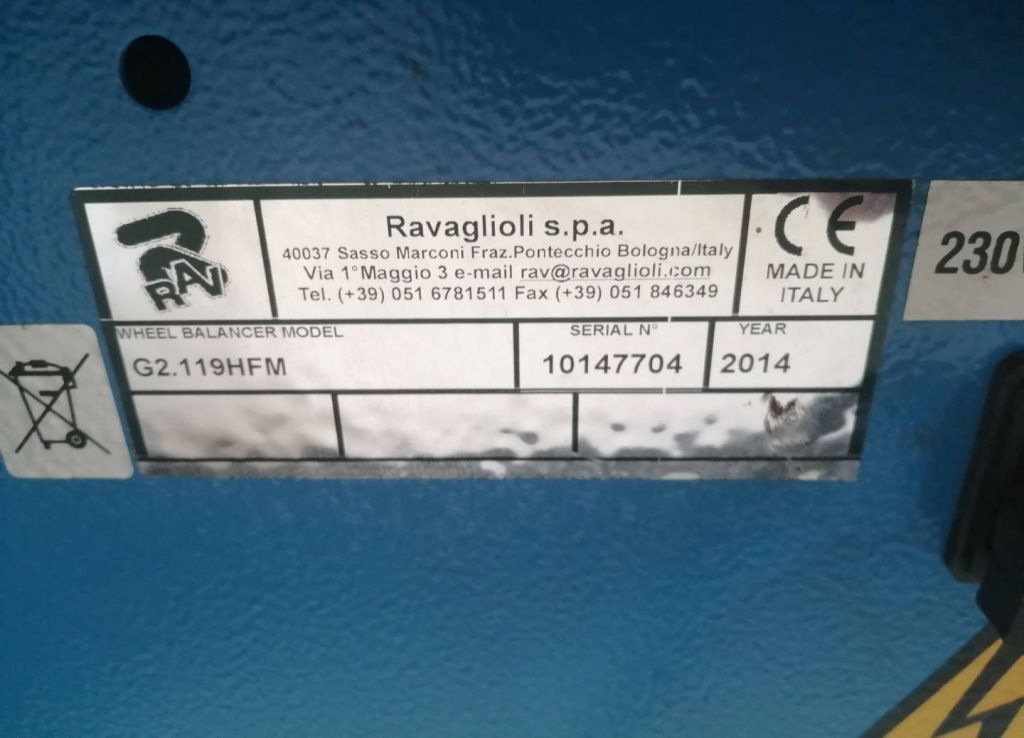 RAV
Ravaglioli s.p.a.
40037 Sasso Marconi Fraz.Pontecchio Bologna/Italy
Via 1°Maggio 3 e-mail rav@ravaglioli.com
Tel. (+39) 051 6781511 Fax (+39) 051 846349
CE
MADE IN
ITALY
230V
WHEEL BALANCER MODEL
G2.119HFM
SERIAL N°
10147704
YEAR
2014